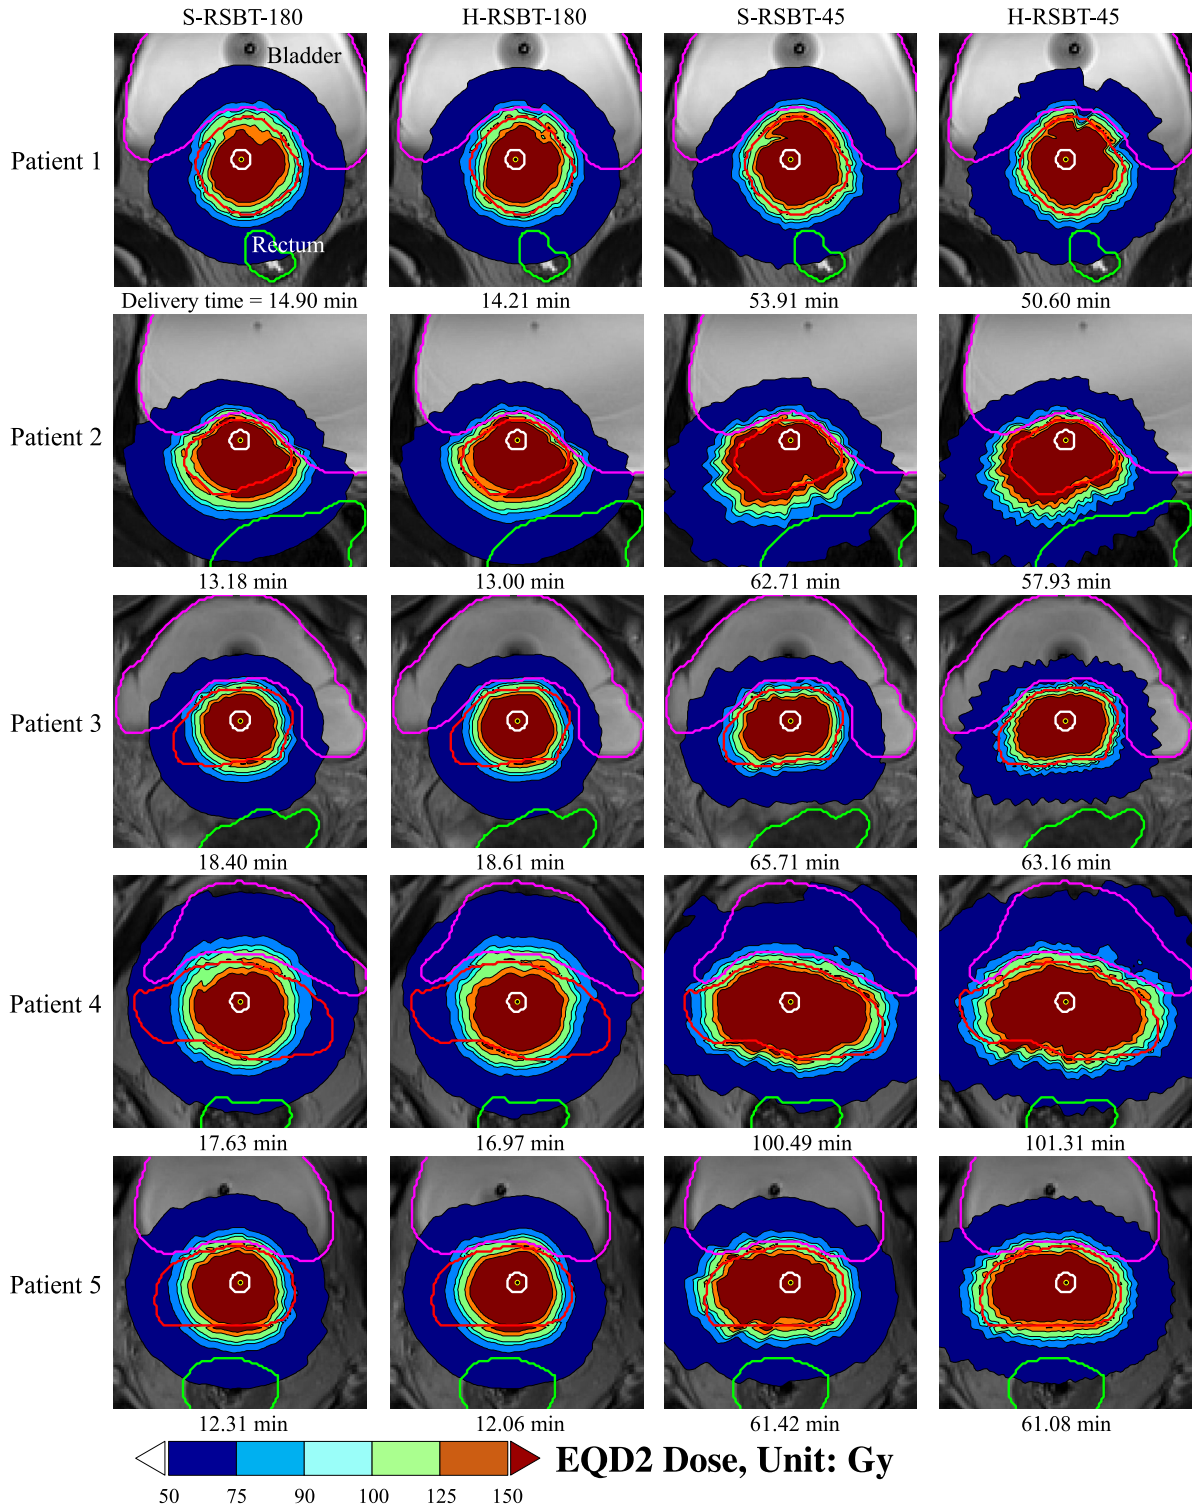 S-RSBT-180 H-RSBT-180 S-RSBT-45 H-RSBT-45
Bladder
Patient 1
Rectum
Delivery time = 14.90 min 14.21 min 53.91 min 50.60 min
Patient 2
13.18 min 13.00 min 62.71 min 57.93 min
Patient 3
18.40 min 18.61 min 65.71 min 63.16 min
Patient 4
17.63 min 16.97 min 100.49 min 101.31 min
Patient 5
12.31 min 12.06 min 61.42 min 61.08 min
EQD2 Dose, Unit: Gy
50 75 90 100 125 150